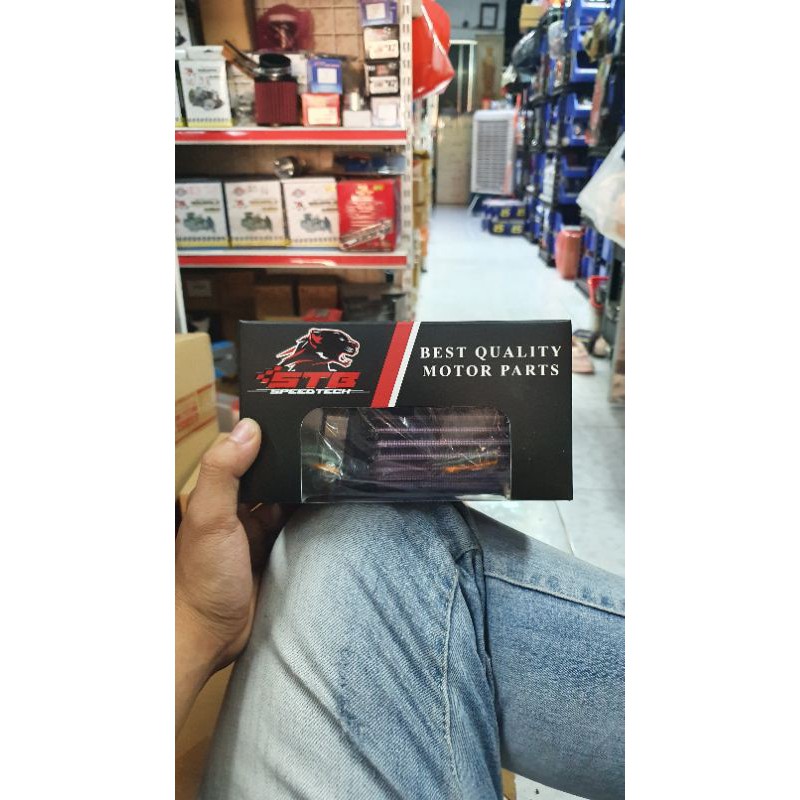 STB
SPEEDTECH
BEST QUALITY
MOTOR PARTS